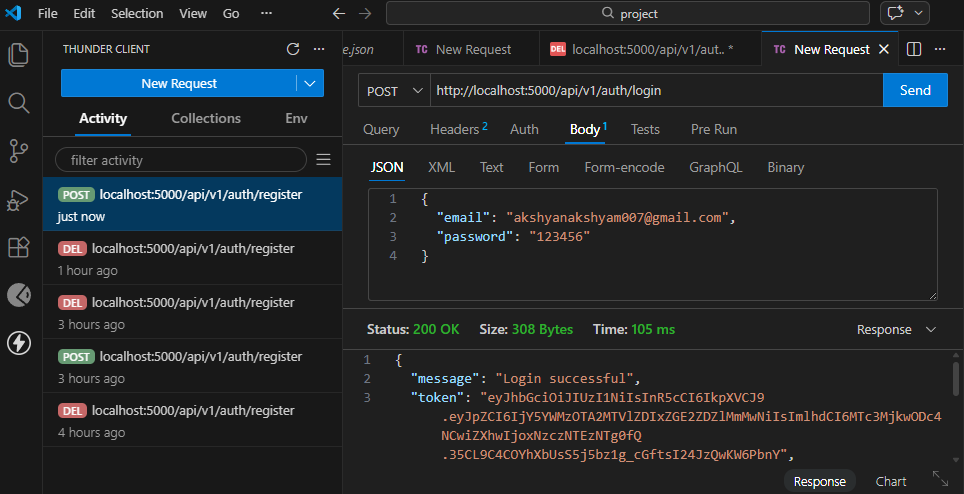 File Edit Selection View Go ··· project
THUNDER CLIENT
New Request
Activity Collections Env
filter activity
POST localhost:5000/api/v1/auth/register
just now
DEL localhost:5000/api/v1/auth/register
1 hour ago
DEL localhost:5000/api/v1/auth/register
3 hours ago
POST localhost:5000/api/v1/auth/register
3 hours ago
DEL localhost:5000/api/v1/auth/register
4 hours ago
e.json TC New Request DEL localhost:5000/api/v1/aut.. * TC New Request
POST http://localhost:5000/api/v1/auth/login Send
Query Headers 2 Auth Body 1 Tests Pre Run
JSON XML Text Form Form-encode GraphQL Binary
1 {
2 "email": "akshyanakshyam007@gmail.com",
3 "password": "123456"
4 }
Status: 200 OK Size: 308 Bytes Time: 105 ms Response
1 {
2 "message": "Login successful",
3 "token": "eyJhbGciOiJIUzI1NiIsInR5cCI6IkpXVCJ9
.eyJpZCI6IjY5YWMzOTA2MTVlZDIxZGE2ZDZlMmMwNiIsImlhdCI6MTc3MjkwODc4
NCwiZXhwIjoxNzczNTEzNTg0fQ
.35CL9C4COYhXbUsS5j5bz1g_cGftsI24JzQwKW6PbnY",
Response Chart